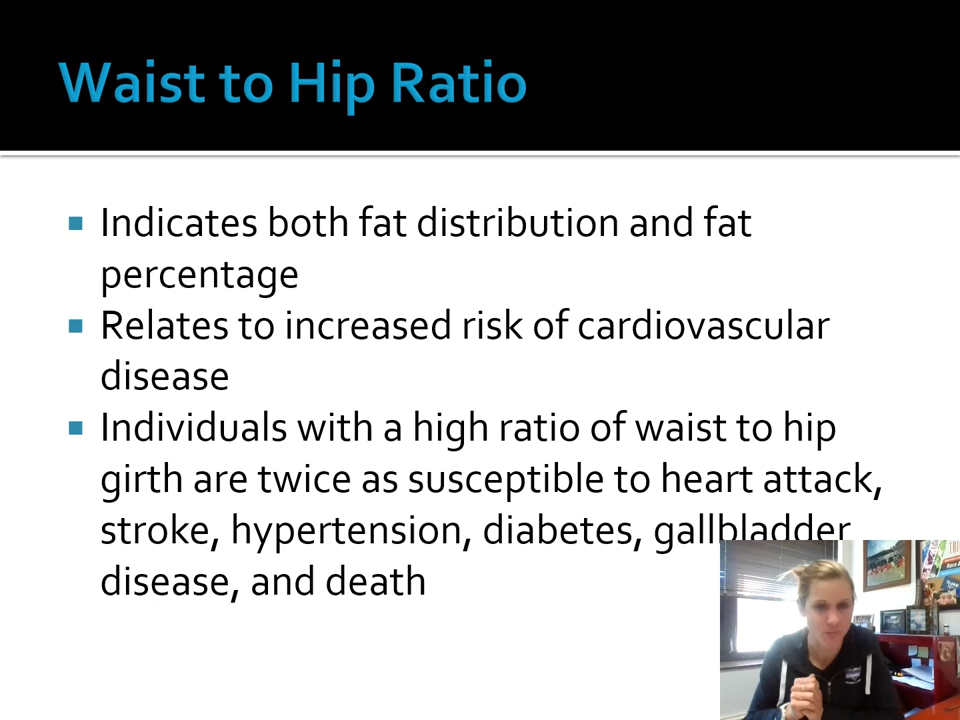 Waist to Hip Ratio
Indicates both fat distribution and fat
percentage
Relates to increased risk of cardiovascular
disease
Individuals with a high ratio of waist to hip
girth are twice as susceptible to heart attack,
stroke, hypertension, diabetes, gallbladder
disease, and death